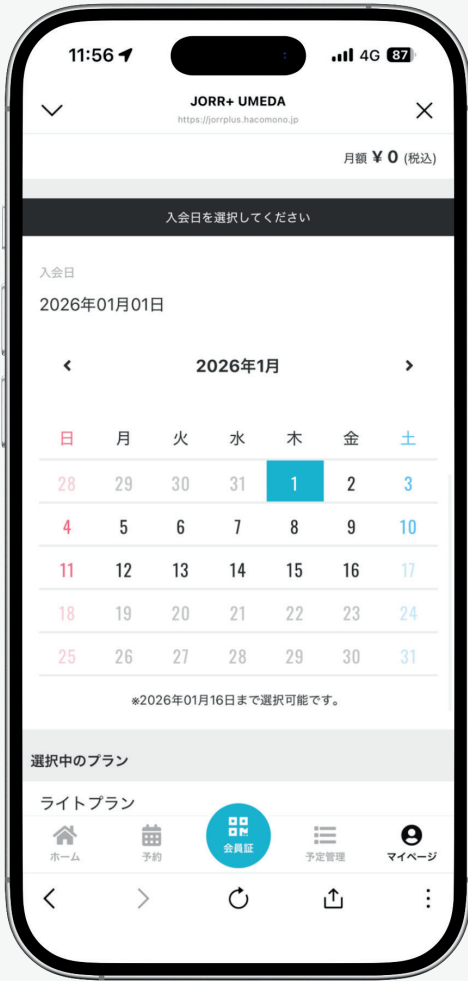 11:56
4G 87
JORR+ UMEDA
https://jorrplus.hacomono.jp
月額 ¥ 0 (税込)
入会日を選択してください
入会日
2026年01月01日
2026年1月
日 月 火 水 木 金 土
28 29 30 31 1 2 3
4 5 6 7 8 9 10
11 12 13 14 15 16 17
18 19 20 21 22 23 24
25 26 27 28 29 30 31
※2026年01月16日まで選択可能です。
選択中のプラン
ライトプラン
ホーム 予約 会員証 予定管理 マイページ